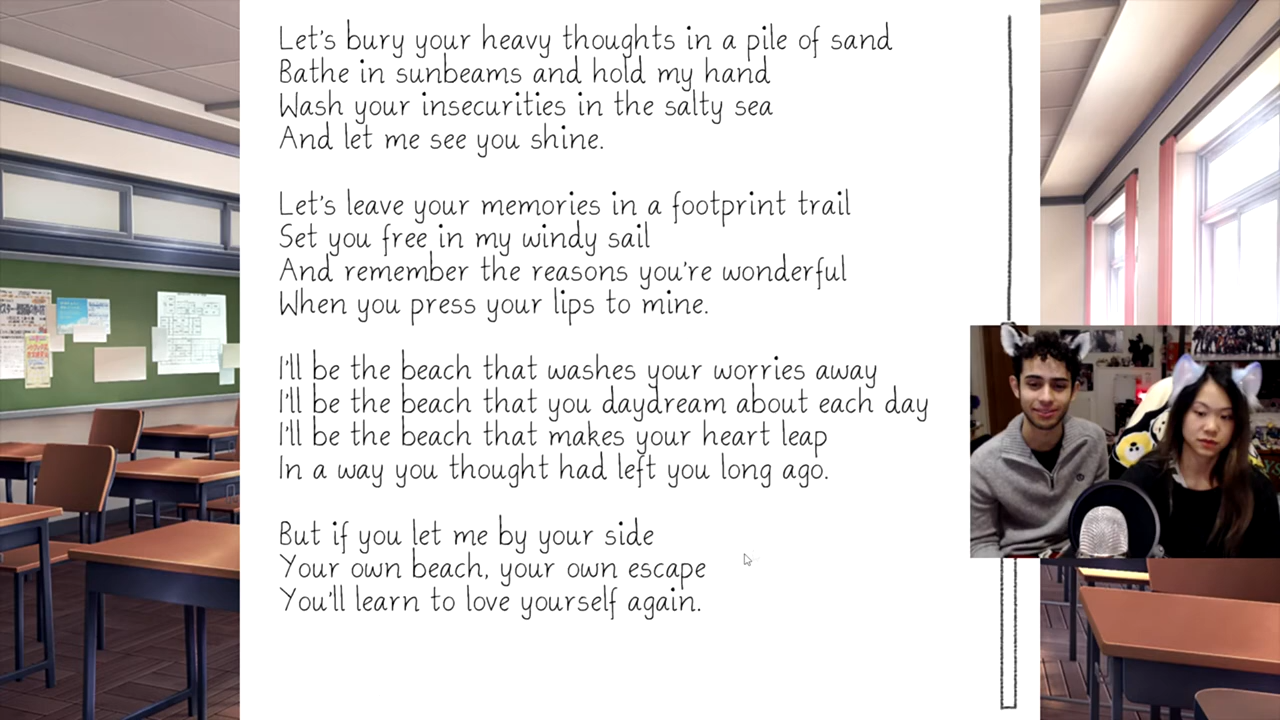 Let's bury your heavy thoughts in a pile of sand
Bathe in sunbeams and hold my hand
Wash your insecurities in the salty sea
And let me see you shine.
Let's leave your memories in a footprint trail
Set you free in my windy sail
And remember the reasons you're wonderful
When you press your lips to mine.
I'll be the beach that washes your worries away
I'll be the beach that you daydream about each day
I'll be the beach that makes your heart leap
In a way you thought had left you long ago.
But if you let me by your side
Your own beach, your own escape
You'll learn to love yourself again.